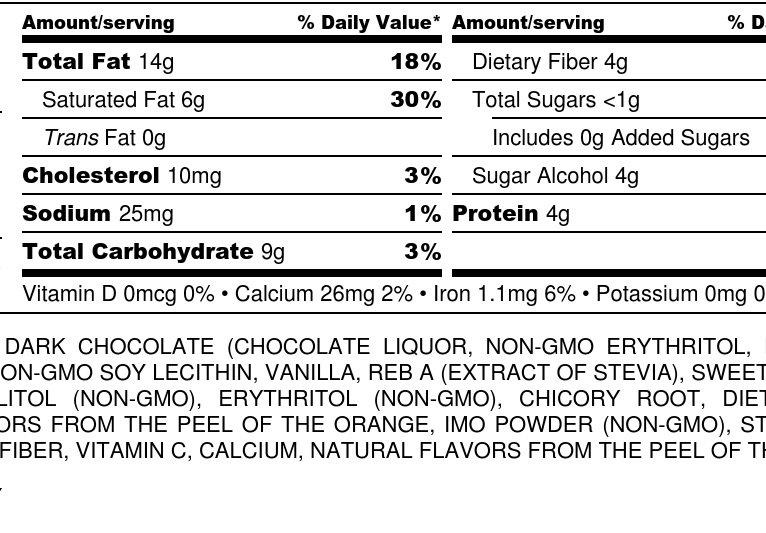 Amount/serving % Daily Value*
Total Fat 14g 18%
Saturated Fat 6g 30%
Trans Fat 0g
Cholesterol 10mg 3%
Sodium 25mg 1%
Total Carbohydrate 9g 3%
Amount/serving % D
Dietary Fiber 4g
Total Sugars <1g
Includes 0g Added Sugars
Sugar Alcohol 4g
Protein 4g
Vitamin D 0mcg 0% • Calcium 26mg 2% • Iron 1.1mg 6% • Potassium 0mg 0
DARK CHOCOLATE (CHOCOLATE LIQUOR, NON-GMO ERYTHRITOL,
ON-GMO SOY LECITHIN, VANILLA, REB A (EXTRACT OF STEVIA), SWEET
LITOL (NON-GMO), ERYTHRITOL (NON-GMO), CHICORY ROOT, DIET
ORS FROM THE PEEL OF THE ORANGE, IMO POWDER (NON-GMO), ST
FIBER, VITAMIN C, CALCIUM, NATURAL FLAVORS FROM THE PEEL OF TH